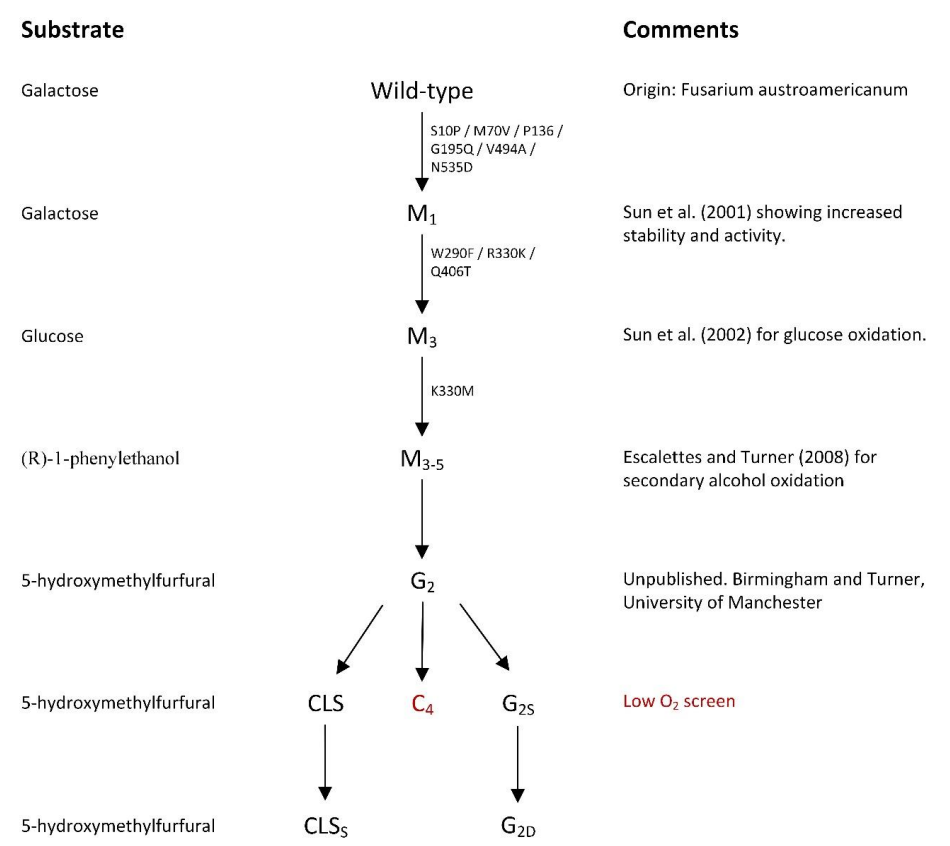 Substrate
Comments
Galactose
Wild-type
Origin: Fusarium austroamericanum
S10P / M70V / P136 /
G195Q / V494A /
N535D
Galactose
M₁
Sun et al. (2001) showing increased
stability and activity.
W290F / R330K /
Q406T
Glucose
M₃
Sun et al. (2002) for glucose oxidation.
K330M
(R)-1-phenylethanol
M₃₋₅
Escalettes and Turner (2008) for
secondary alcohol oxidation
5-hydroxymethylfurfural
G₂
Unpublished. Birmingham and Turner,
University of Manchester
5-hydroxymethylfurfural
CLS
C₄
G₂S
Low O₂ screen
5-hydroxymethylfurfural
CLSS
G₂D